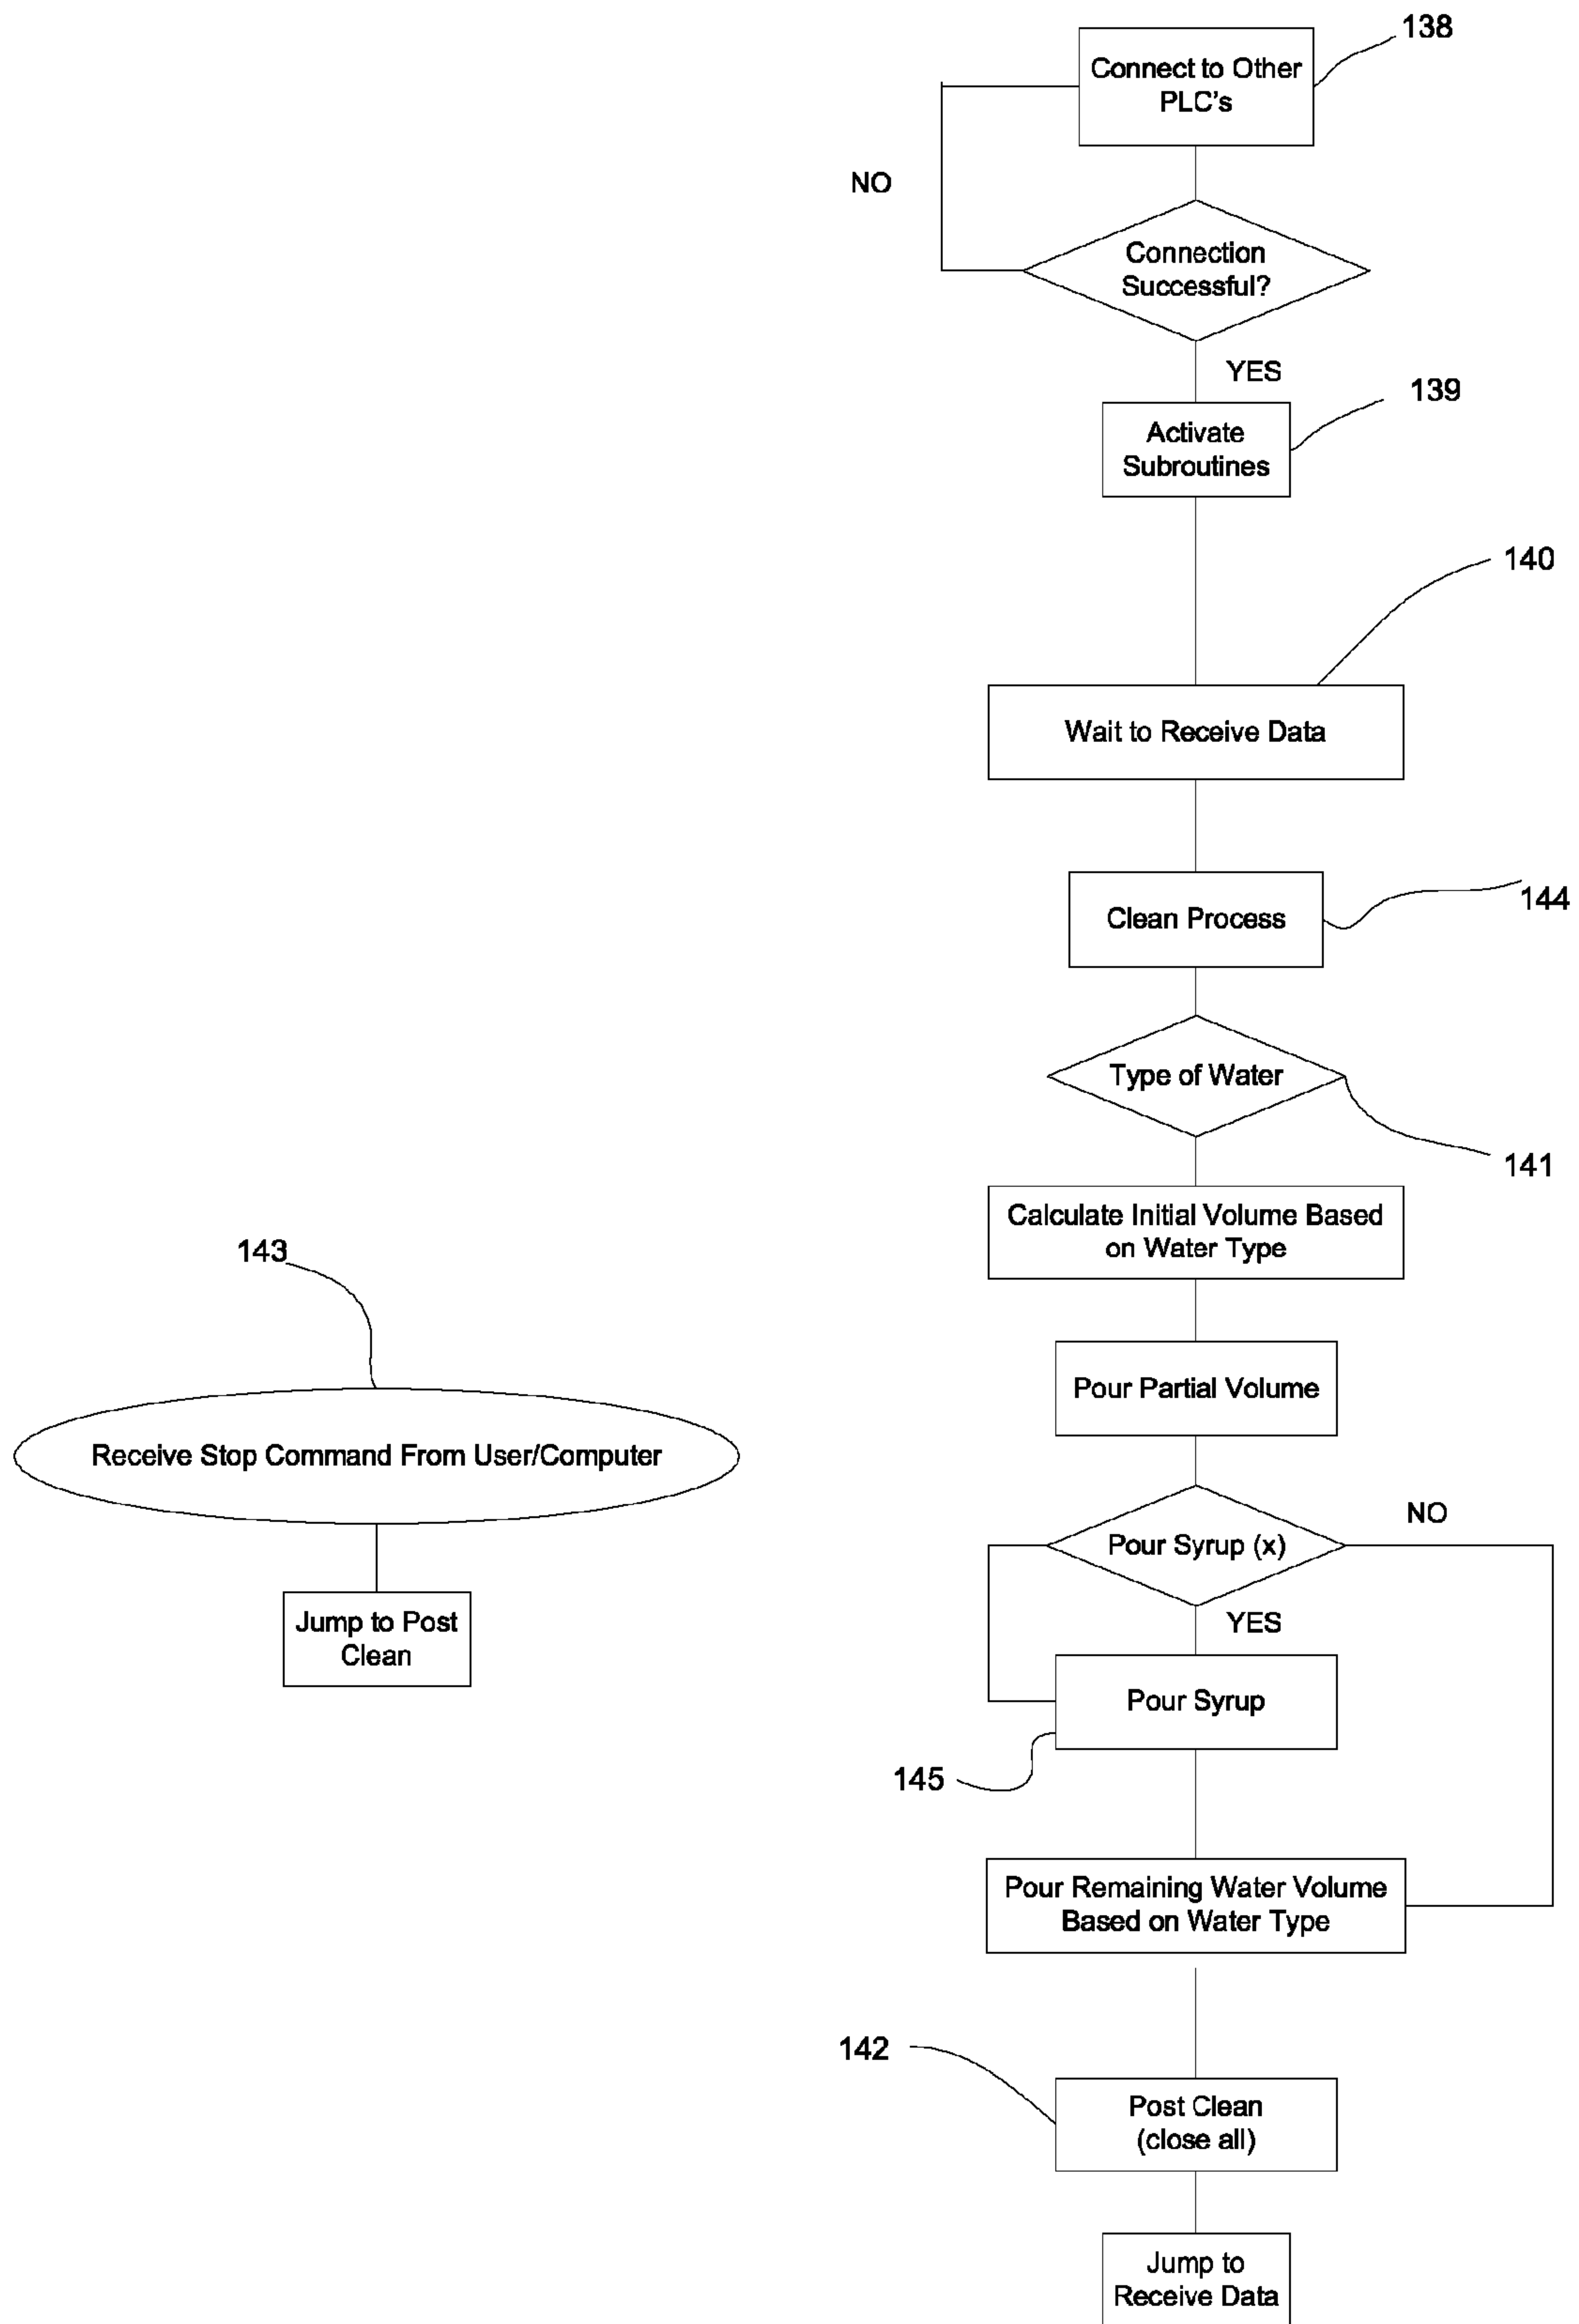 138
Connect to Other
PLC's
NO
Connection
Successful?
YES
139
Activate
Subroutines
140
Wait to Receive Data
Clean Process
144
Type of Water
141
Calculate Initial Volume Based
on Water Type
143
Pour Partial Volume
Receive Stop Command From User/Computer
NO
Pour Syrup (x)
YES
Jump to Post
Clean
Pour Syrup
145
Pour Remaining Water Volume
Based on Water Type
142
Post Clean
(close all)
Jump to
Receive Data